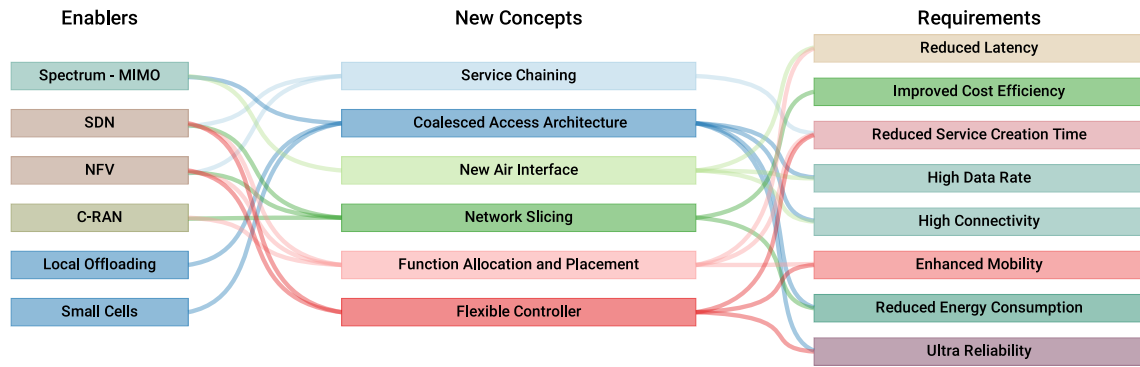 Enablers
New Concepts
Requirements
Spectrum - MIMO
SDN
NFV
C-RAN
Local Offloading
Small Cells
Service Chaining
Coalesced Access Architecture
New Air Interface
Network Slicing
Function Allocation and Placement
Flexible Controller
Reduced Latency
Improved Cost Efficiency
Reduced Service Creation Time
High Data Rate
High Connectivity
Enhanced Mobility
Reduced Energy Consumption
Ultra Reliability